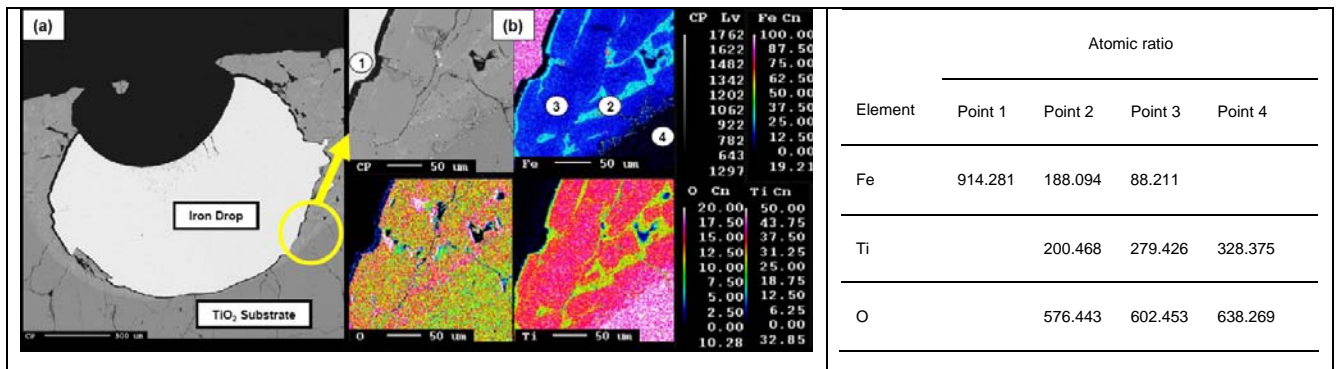 (a)
Iron Drop
TiO2 Substrate
CP 500 um
(b)
1
CP 50 um
3
2
4
Fe 50 um
O 50 um
Ti 50 um
CP Lv Fe Cn
1762 100.00
1622 87.50
1482 75.00
1342 62.50
1202 50.00
1062 37.50
922 25.00
782 12.50
643 0.00
1297 19.21
O Cn Ti Cn
20.00 50.00
17.50 43.75
15.00 37.50
12.50 31.25
10.00 25.00
7.50 18.75
5.00 12.50
2.50 6.25
0.00 0.00
10.28 32.85
Atomic ratio
Element Point 1 Point 2 Point 3 Point 4
Fe 914.281 188.094 88.211
Ti 200.468 279.426 328.375
O 576.443 602.453 638.269